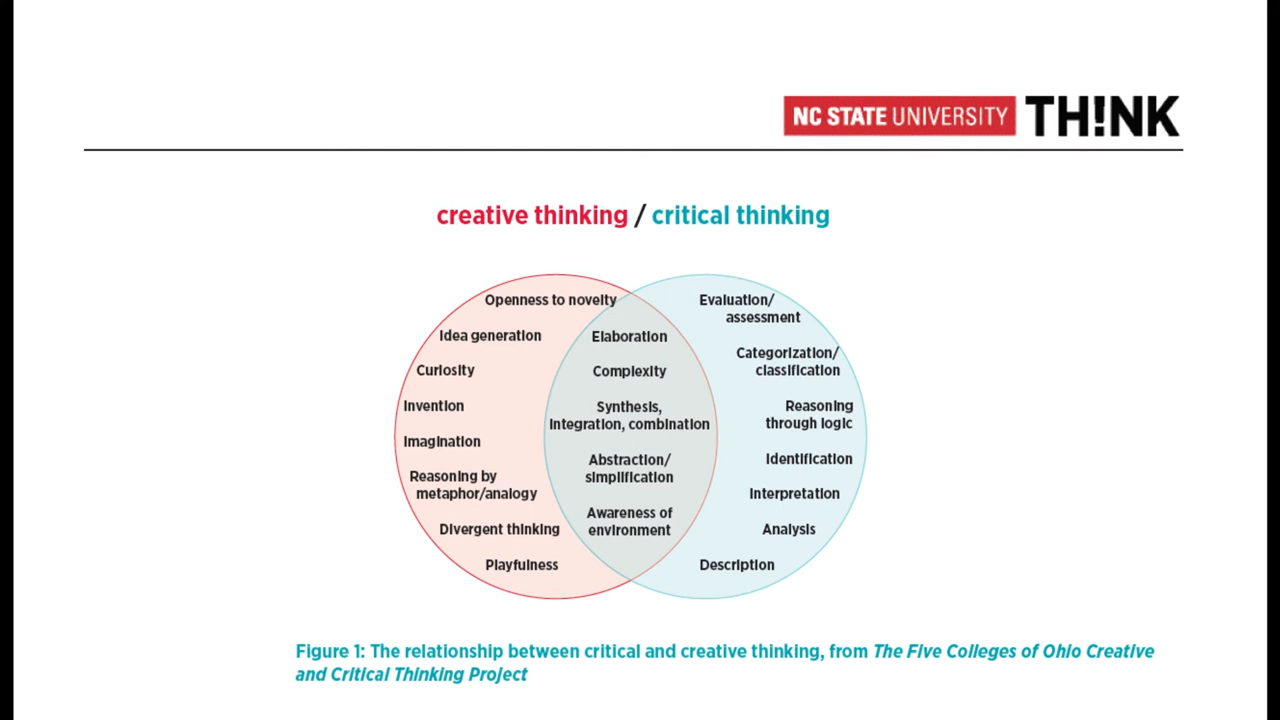 NC STATE UNIVERSITY TH!NK
creative thinking / critical thinking
Openness to novelty
Idea generation
Curiosity
Invention
Imagination
Reasoning by
metaphor/analogy
Divergent thinking
Playfulness
Elaboration
Complexity
Synthesis,
integration, combination
Abstraction/
simplification
Awareness of
environment
Evaluation/
assessment
Categorization/
classification
Reasoning
through logic
Identification
Interpretation
Analysis
Description
Figure 1: The relationship between critical and creative thinking, from The Five Colleges of Ohio Creative
and Critical Thinking Project